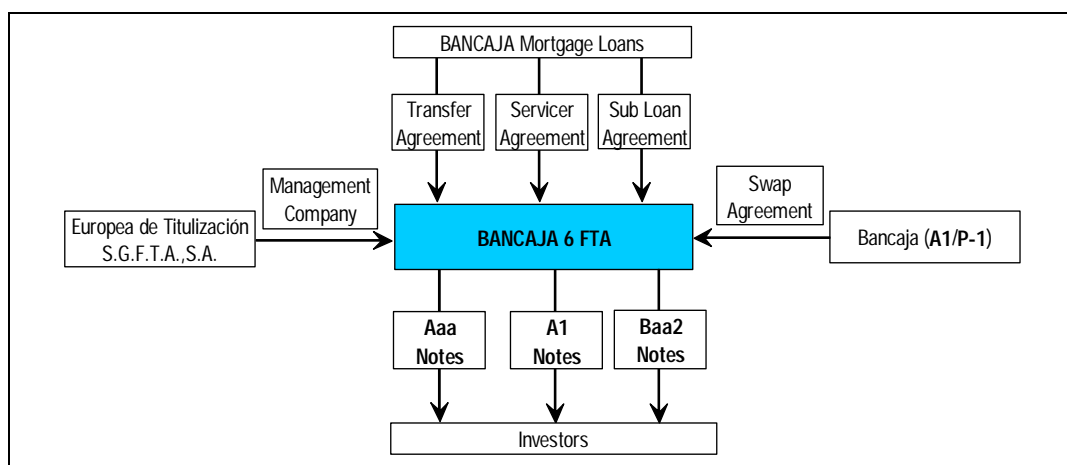 BANCAJA Mortgage Loans
Transfer
Agreement
Servicer
Agreement
Sub Loan
Agreement
Management
Company
Swap
Agreement
Europea de Titulización
S.G.F.T.A.,S.A.
BANCAJA 6 FTA
Bancaja (A1/P-1)
Aaa
Notes
A1
Notes
Baa2
Notes
Investors